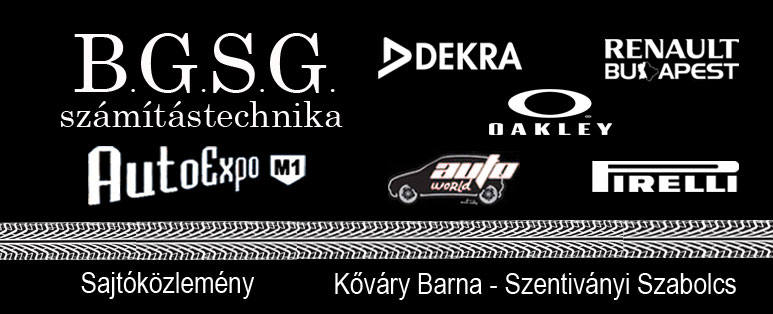 B.G.S.G.
számítástechnika
DEKRA
RENAULT
BUDAPEST
OAKLEY
AutoExpo M1
auto
world
PIRELLI
Sajtóközlemény
Kőváry Barna - Szentiványi Szabolcs